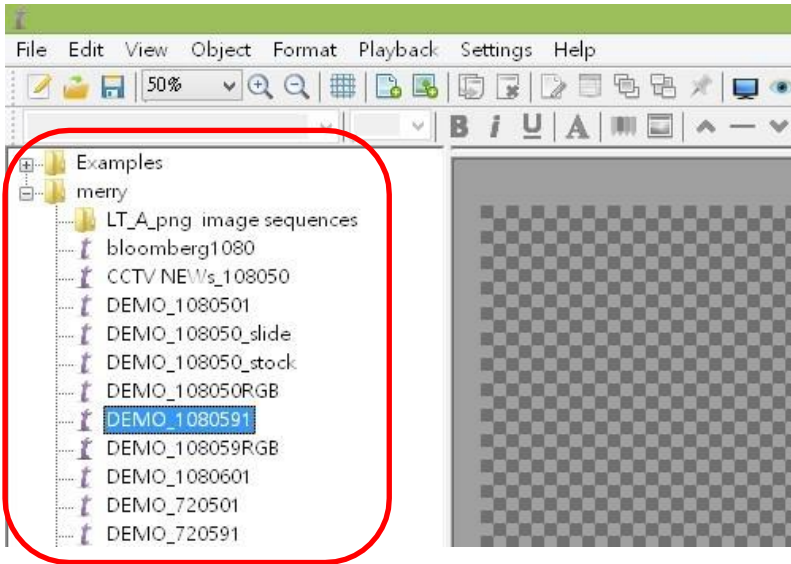 File Edit View Object Format Playback Settings Help
50%
B i U A
Examples
merry
LT_A_png image sequences
bloomberg1080
CCTV NEWs_108050
DEMO_1080501
DEMO_108050_slide
DEMO_108050_stock
DEMO_108050RGB
DEMO_1080591
DEMO_108059RGB
DEMO_1080601
DEMO_720501
DEMO_720591